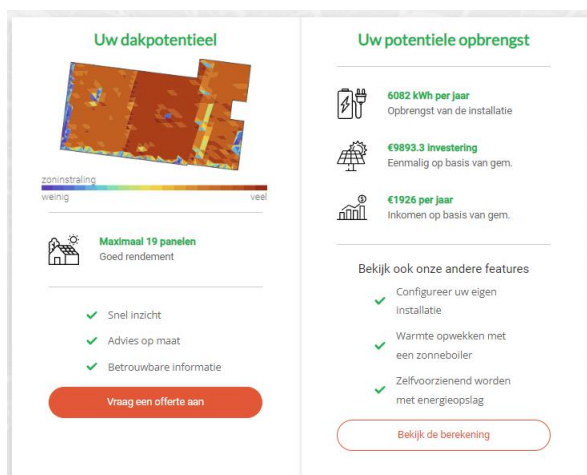 Uw dakpotentieel
zoninstraling
weinig veel
Maximaal 19 panelen
Goed rendement
Snel inzicht
Advies op maat
Betrouwbare informatie
Vraag een offerte aan
Uw potentiele opbrengst
6082 kWh per jaar
Opbrengst van de installatie
€9893.3 investering
Eenmalig op basis van gem.
€1926 per jaar
Inkomen op basis van gem.
Bekijk ook onze andere features
Configureer uw eigen
installatie
Warmte opwekken met
een zonneboiler
Zelfvoorzienend worden
met energieopslag
Bekijk de berekening